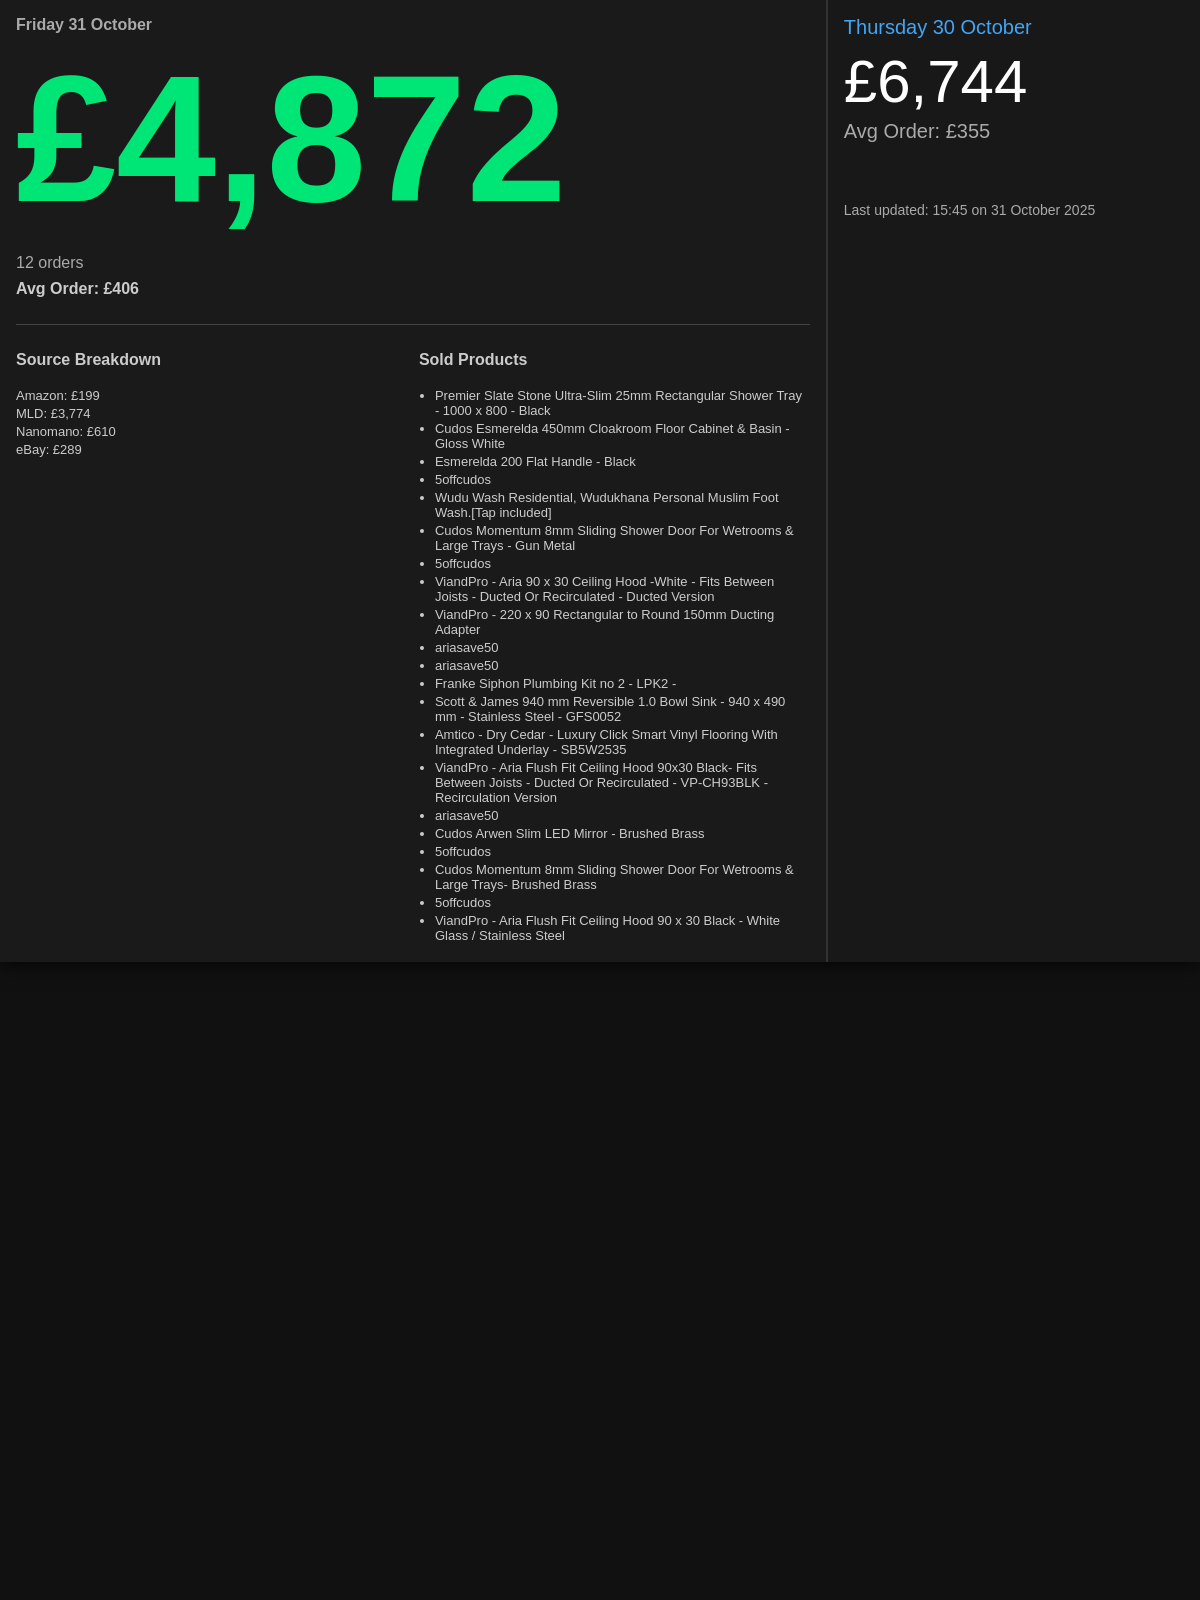 Friday 31 October
£4,872
12 orders
Avg Order: £406
Source Breakdown
Amazon: £199
MLD: £3,774
Nanomano: £610
eBay: £289
Sold Products
• Premier Slate Stone Ultra-Slim 25mm Rectangular Shower Tray
- 1000 x 800 - Black
• Cudos Esmerelda 450mm Cloakroom Floor Cabinet & Basin -
Gloss White
• Esmerelda 200 Flat Handle - Black
• 5offcudos
• Wudu Wash Residential, Wudukhana Personal Muslim Foot
Wash.[Tap included]
• Cudos Momentum 8mm Sliding Shower Door For Wetrooms &
Large Trays - Gun Metal
• 5offcudos
• ViandPro - Aria 90 x 30 Ceiling Hood -White - Fits Between
Joists - Ducted Or Recirculated - Ducted Version
• ViandPro - 220 x 90 Rectangular to Round 150mm Ducting
Adapter
• ariasave50
• ariasave50
• Franke Siphon Plumbing Kit no 2 - LPK2 -
• Scott & James 940 mm Reversible 1.0 Bowl Sink - 940 x 490
mm - Stainless Steel - GFS0052
• Amtico - Dry Cedar - Luxury Click Smart Vinyl Flooring With
Integrated Underlay - SB5W2535
• ViandPro - Aria Flush Fit Ceiling Hood 90x30 Black- Fits
Between Joists - Ducted Or Recirculated - VP-CH93BLK -
Recirculation Version
• ariasave50
• Cudos Arwen Slim LED Mirror - Brushed Brass
• 5offcudos
• Cudos Momentum 8mm Sliding Shower Door For Wetrooms &
Large Trays- Brushed Brass
• 5offcudos
• ViandPro - Aria Flush Fit Ceiling Hood 90 x 30 Black - White
Glass / Stainless Steel
Thursday 30 October
£6,744
Avg Order: £355
Last updated: 15:45 on 31 October 2025